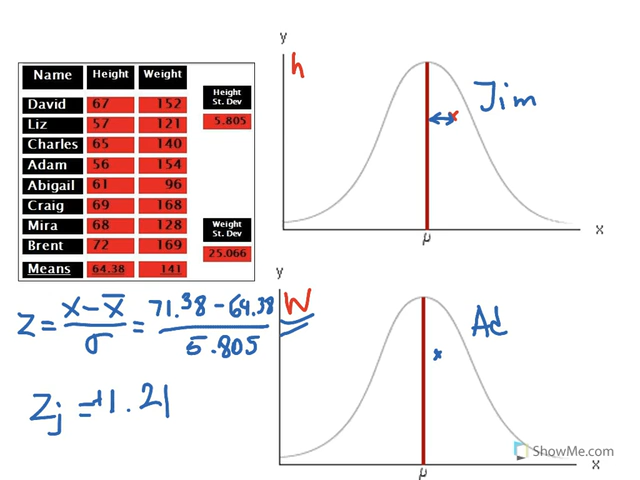 Name Height Weight
David 67 152
Liz 57 121
Charles 65 140
Adam 56 154
Abigail 61 96
Craig 69 168
Mira 68 128
Brent 72 169
Means 64.38 141
Height
St. Dev
5.805
Weight
St. Dev
25.066
y
h
Jim
x
μ
x
y
W
Ad
x
μ
x
Z = x - x̅ / σ = 71.38 - 64.38 / 5.805
Zj = +1.21
ShowMe.com